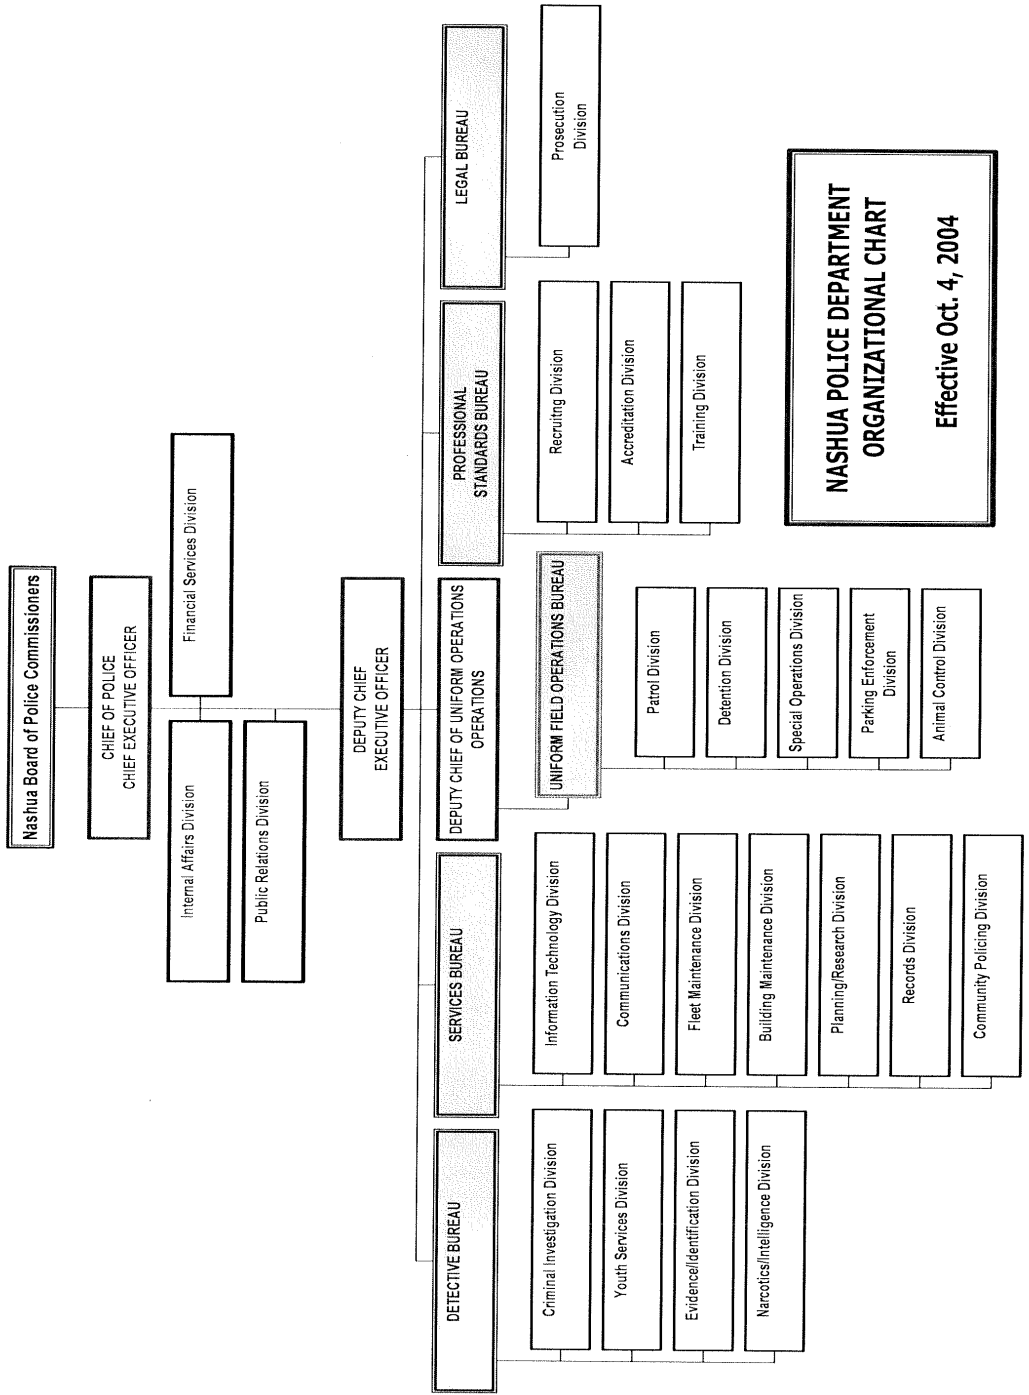 Nashua Board of Police Commissioners
CHIEF OF POLICE
CHIEF EXECUTIVE OFFICER
Internal Affairs Division
Financial Services Division
Public Relations Division
DEPUTY CHIEF
EXECUTIVE OFFICER
DETECTIVE BUREAU
Criminal Investigation Division
Youth Services Division
Evidence/Identification Division
Narcotics/Intelligence Division
SERVICES BUREAU
Information Technology Division
Communications Division
Fleet Maintenance Division
Building Maintenance Division
Planning/Research Division
Records Division
Community Policing Division
DEPUTY CHIEF OF UNIFORM OPERATIONS
OPERATIONS
UNIFORM FIELD OPERATIONS BUREAU
Patrol Division
Detention Division
Special Operations Division
Parking Enforcement
Division
Animal Control Division
PROFESSIONAL
STANDARDS BUREAU
Recruitng Division
Accreditation Division
Training Division
LEGAL BUREAU
Prosecution
Division
NASHUA POLICE DEPARTMENT
ORGANIZATIONAL CHART
Effective Oct. 4, 2004